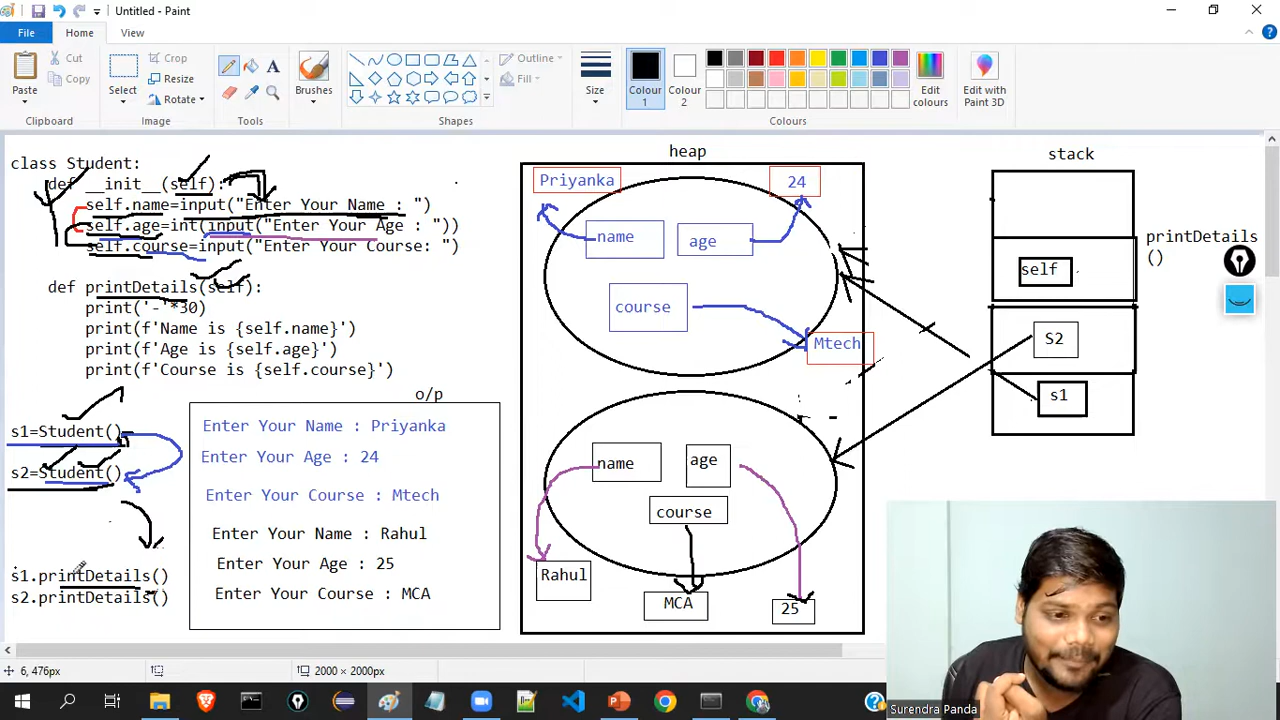 Untitled - Paint
File
Home
View
Paste
Cut
Copy
Clipboard
Select
Crop
Resize
Rotate
Image
Tools
Brushes
Shapes
Outline
Fill
Size
Colour 1
Colour 2
Colours
Edit colours
Edit with Paint 3D
class Student:
def __init__(self):
self.name=input("Enter Your Name : ")
self.age=int(input("Enter Your Age : "))
self.course=input("Enter Your Course: ")
def printDetails(self):
print('-'*30)
print(f'Name is {self.name}')
print(f'Age is {self.age}')
print(f'Course is {self.course}')
s1=Student()
s2=Student()
s1.printDetails()
s2.printDetails()
o/p
Enter Your Name : Priyanka
Enter Your Age : 24
Enter Your Course : Mtech
Enter Your Name : Rahul
Enter Your Age : 25
Enter Your Course : MCA
heap
Priyanka
24
name
age
course
Mtech
name
age
course
Rahul
MCA
25
stack
self
printDetails
()
S2
s1
6, 476px
2000 × 2000px
Surendra Panda